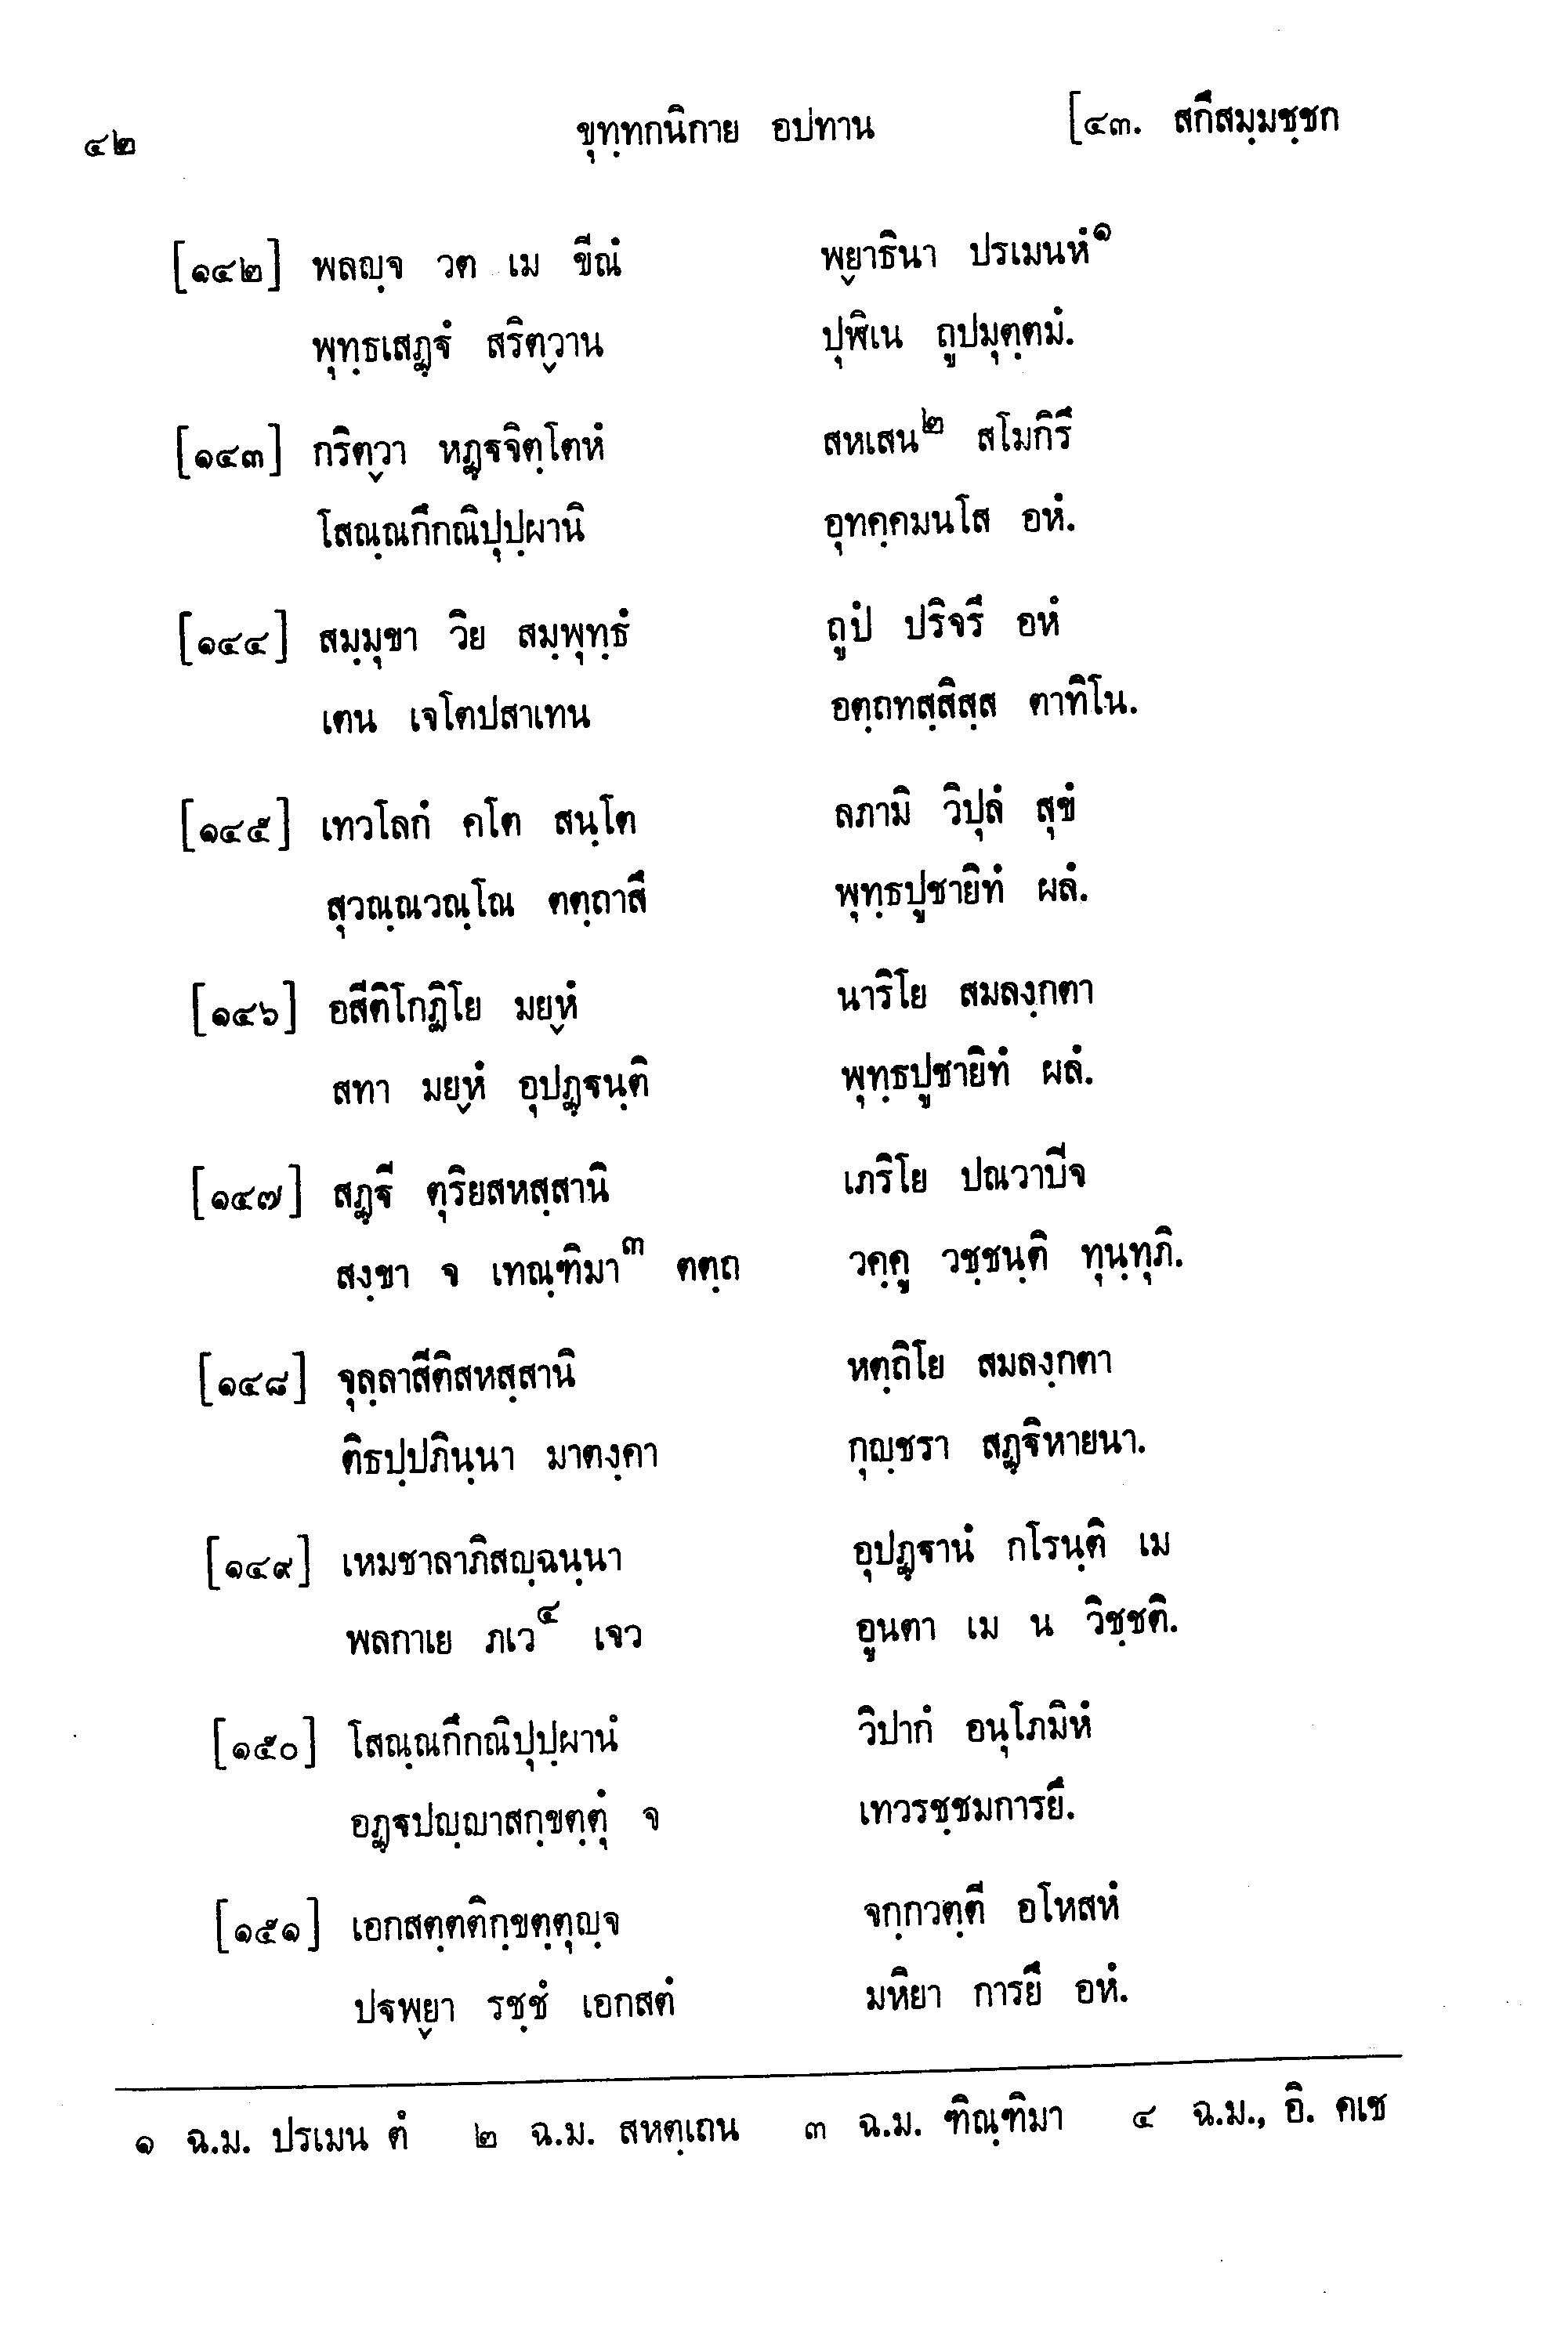 ๔๒ ขุทฺทกนิกาย อปทาน [๔๓. สกึสมฺมชฺชก
[๑๔๒] พลญฺจ วต เม ขีณํ พฺยาธินา ปรเมนหํ๑
พุทฺธเสฏฺฐํ สริตฺวาน ปุฬิเน ถูปมุตฺตมํ.
[๑๔๓] กริตฺวา หฏฺฐจิตฺโตหํ สหเสน๒ สโมกิรึ
โสณฺณกึกณิปุปฺผานิ อุทคฺคมนโส อหํ.
[๑๔๔] สมฺมุขา วิย สมฺพุทฺธํ ถูปํ ปริจรึ อหํ
เตน เจโตปสาเทน อตฺถทสฺสิสฺส ตาทิโน.
[๑๔๕] เทวโลกํ คโต สนฺโต ลภามิ วิปุลํ สุขํ
สุวณฺณวณฺโณ ตตฺถาสึ พุทฺธปูชายิทํ ผลํ.
[๑๔๖] อสีติโกฏิโย มยฺหํ นาริโย สมลงฺกตา
สทา มยฺหํ อุปฏฺฐนฺติ พุทฺธปูชายิทํ ผลํ.
[๑๔๗] สฏฺฐี ตุริยสหสฺสานิ เภริโย ปณวาปิจ
สงฺขา จ เทณฺฑิมา๓ ตตฺถ วคฺคู วชฺชนฺติ ทุนฺทุภิ.
[๑๔๘] จุลฺลาสีติสหสฺสานิ หตฺถิโย สมลงฺกตา
ติธปฺปภินฺนา มาตงฺคา กุญฺชรา สฏฺฐิหายนา.
[๑๔๙] เหมชาลาภิสญฺฉนฺนา อุปฏฺฐานํ กโรนฺติ เม
พลกาเย ภเว๔ เจว อูนตา เม น วิชฺชติ.
[๑๕๐] โสณฺณกึกณิปุปฺผานํ วิปากํ อนุโภมิหํ
อฏฺฐปญฺญาสกฺขตฺตุํ จ เทวรชฺชมการยึ.
[๑๕๑] เอกสตฺตติกฺขตฺตุญฺจ จกฺกวตฺตี อโหสหํ
ปฐพฺยา รชฺชํ เอกสตํ มหิยา การยึ อหํ.
๑ ฉ.ม. ปรเมน ตํ ๒ ฉ.ม. สหตฺเถน ๓ ฉ.ม. ฑิณฺฑิมา ๔ ฉ.ม., อิ. คเช